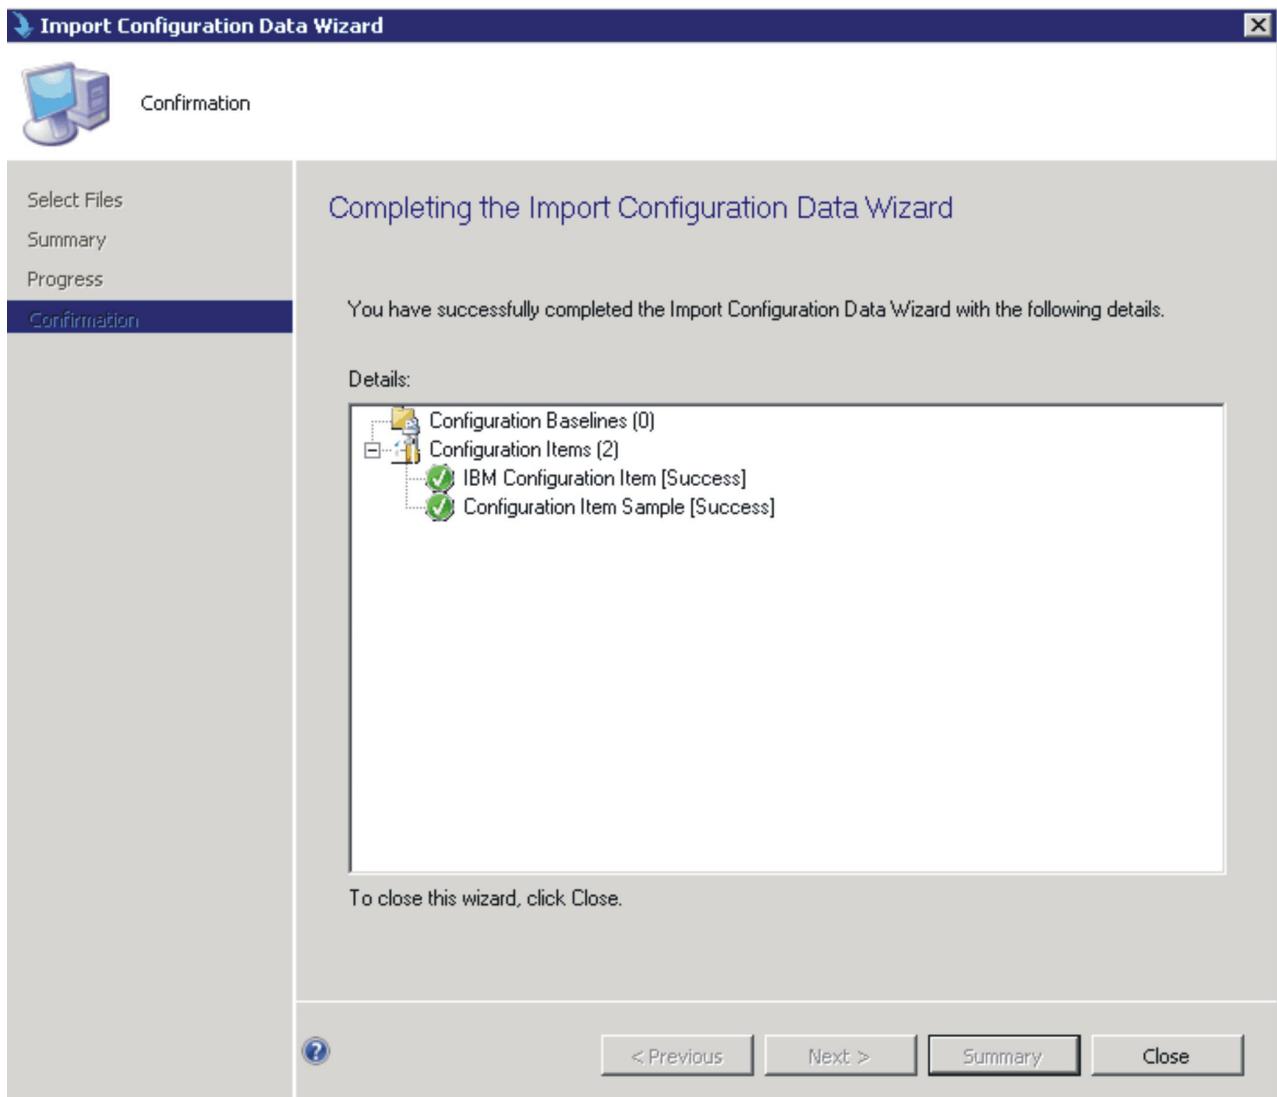 Import Configuration Data Wizard
Confirmation
Select Files
Summary
Progress
Confirmation
Completing the Import Configuration Data Wizard
You have successfully completed the Import Configuration Data Wizard with the following details.
Details:
Configuration Baselines (0)
Configuration Items (2)
IBM Configuration Item [Success]
Configuration Item Sample [Success]
To close this wizard, click Close.
< Previous Next > Summary Close